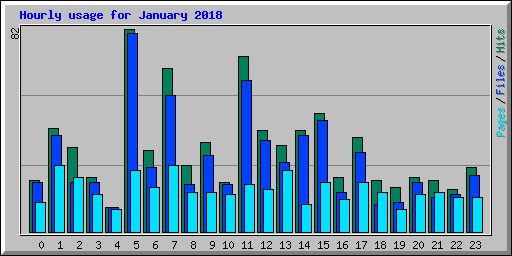 Hourly usage for January 2018
82
Pages/Files/Hits
0 1 2 3 4 5 6 7 8 9 10 11 12 13 14 15 16 17 18 19 20 21 22 23